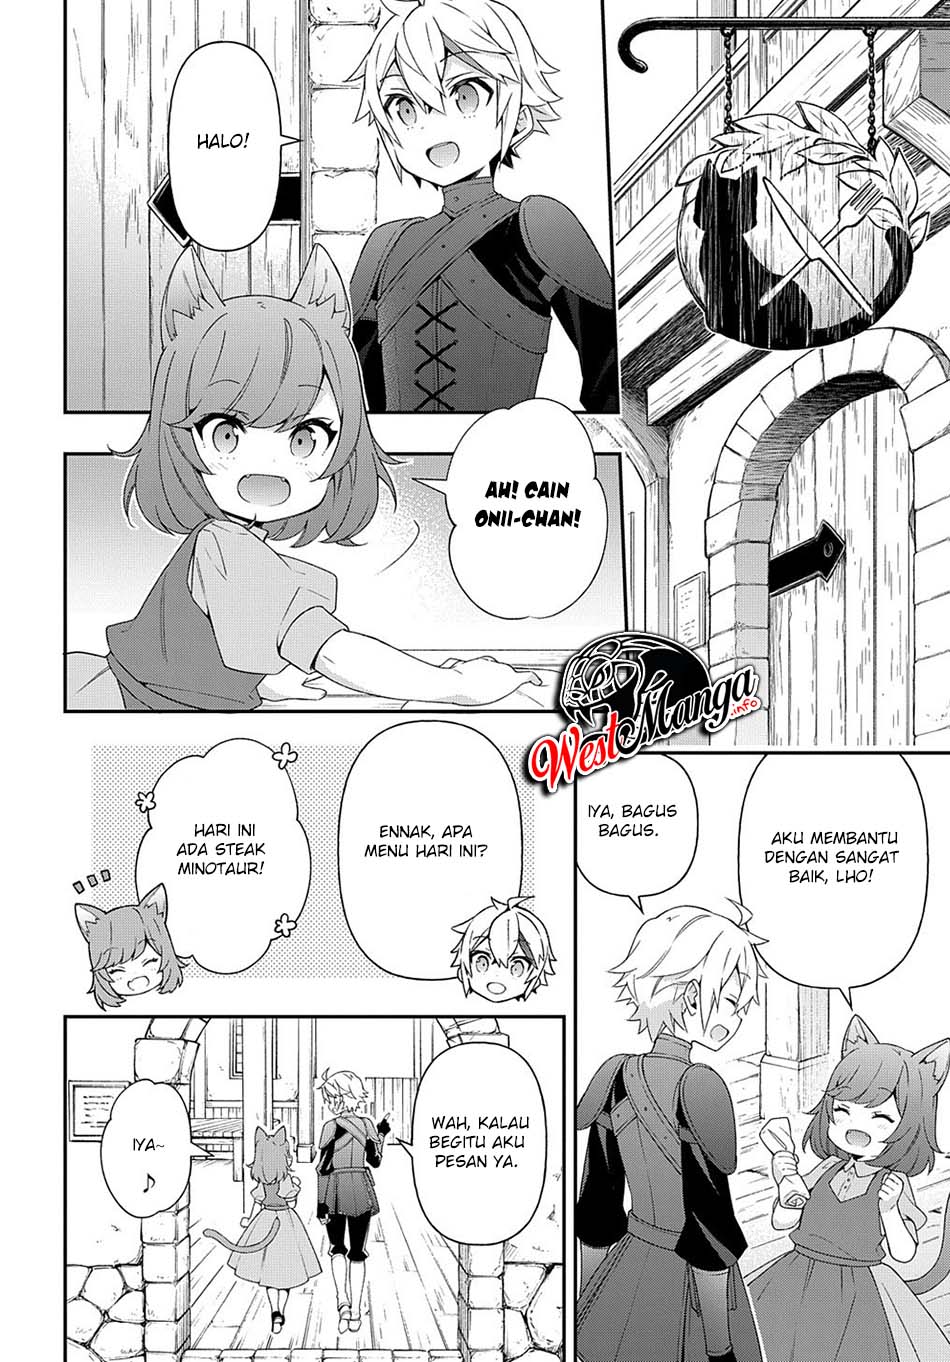 HALO!
AH! CAIN
ONII-CHAN!
WestManga
.info
AKU MEMBANTU
DENGAN SANGAT
BAIK, LHO!
IYA, BAGUS
BAGUS.
ENNAK, APA
MENU HARI INI?
HARI INI
ADA STEAK
MINOTAUR!
WAH, KALAU
BEGITU AKU
PESAN YA.
IYA~
♪